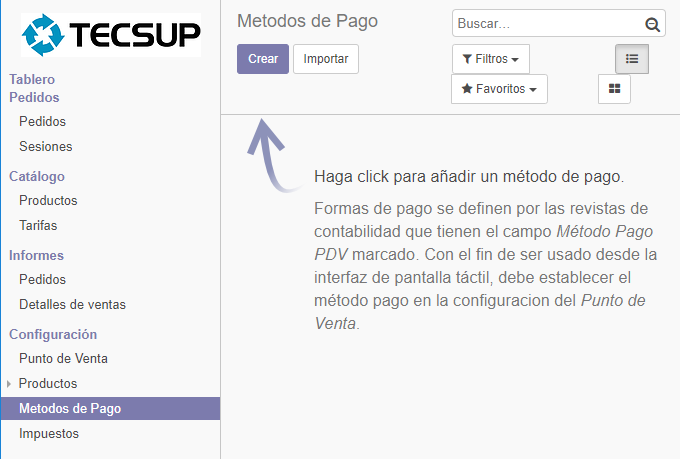 TECSUP
Tablero
Pedidos
Pedidos
Sesiones
Catálogo
Productos
Tarifas
Informes
Pedidos
Detalles de ventas
Configuración
Punto de Venta
Productos
Metodos de Pago
Impuestos
Metodos de Pago
Buscar...
Crear
Importar
Filtros
Favoritos
Haga click para añadir un método de pago.
Formas de pago se definen por las revistas de
contabilidad que tienen el campo Método Pago
PDV marcado. Con el fin de ser usado desde la
interfaz de pantalla táctil, debe establecer el
método pago en la configuracion del Punto de
Venta.